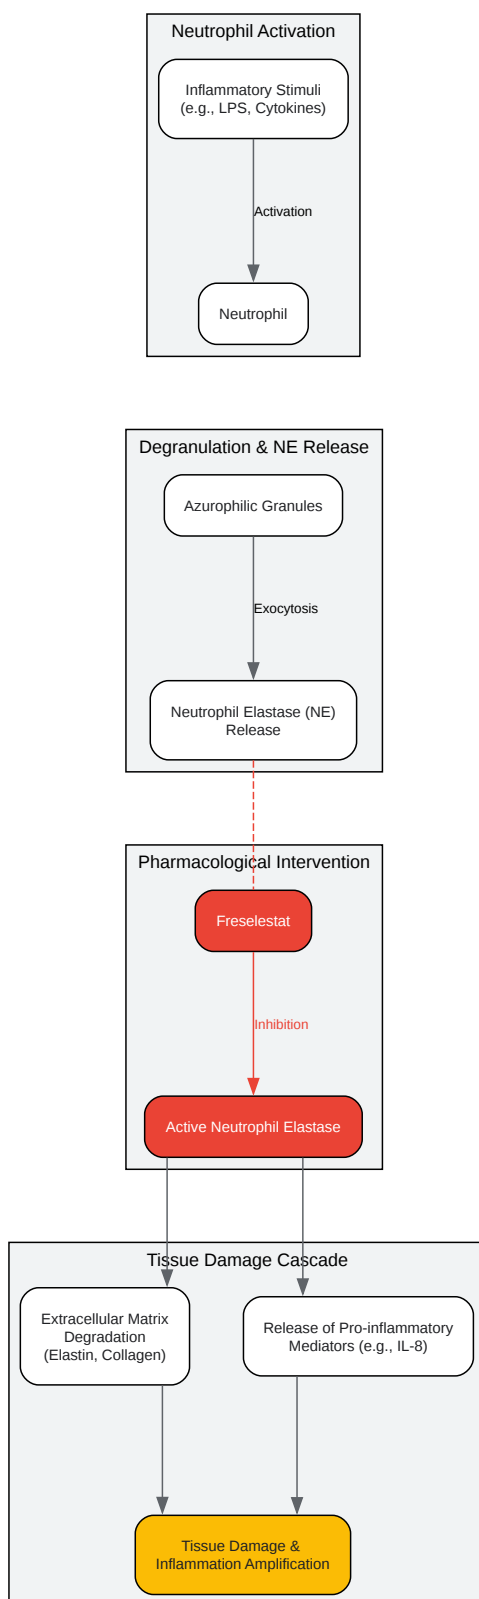 Neutrophil Activation
Inflammatory Stimuli
(e.g., LPS, Cytokines)
Activation
Neutrophil
Degranulation & NE Release
Azurophilic Granules
Exocytosis
Neutrophil Elastase (NE)
Release
Pharmacological Intervention
Freselestat
Inhibition
Active Neutrophil Elastase
Tissue Damage Cascade
Extracellular Matrix
Degradation
(Elastin, Collagen)
Release of Pro-inflammatory
Mediators (e.g., IL-8)
Tissue Damage &
Inflammation Amplification